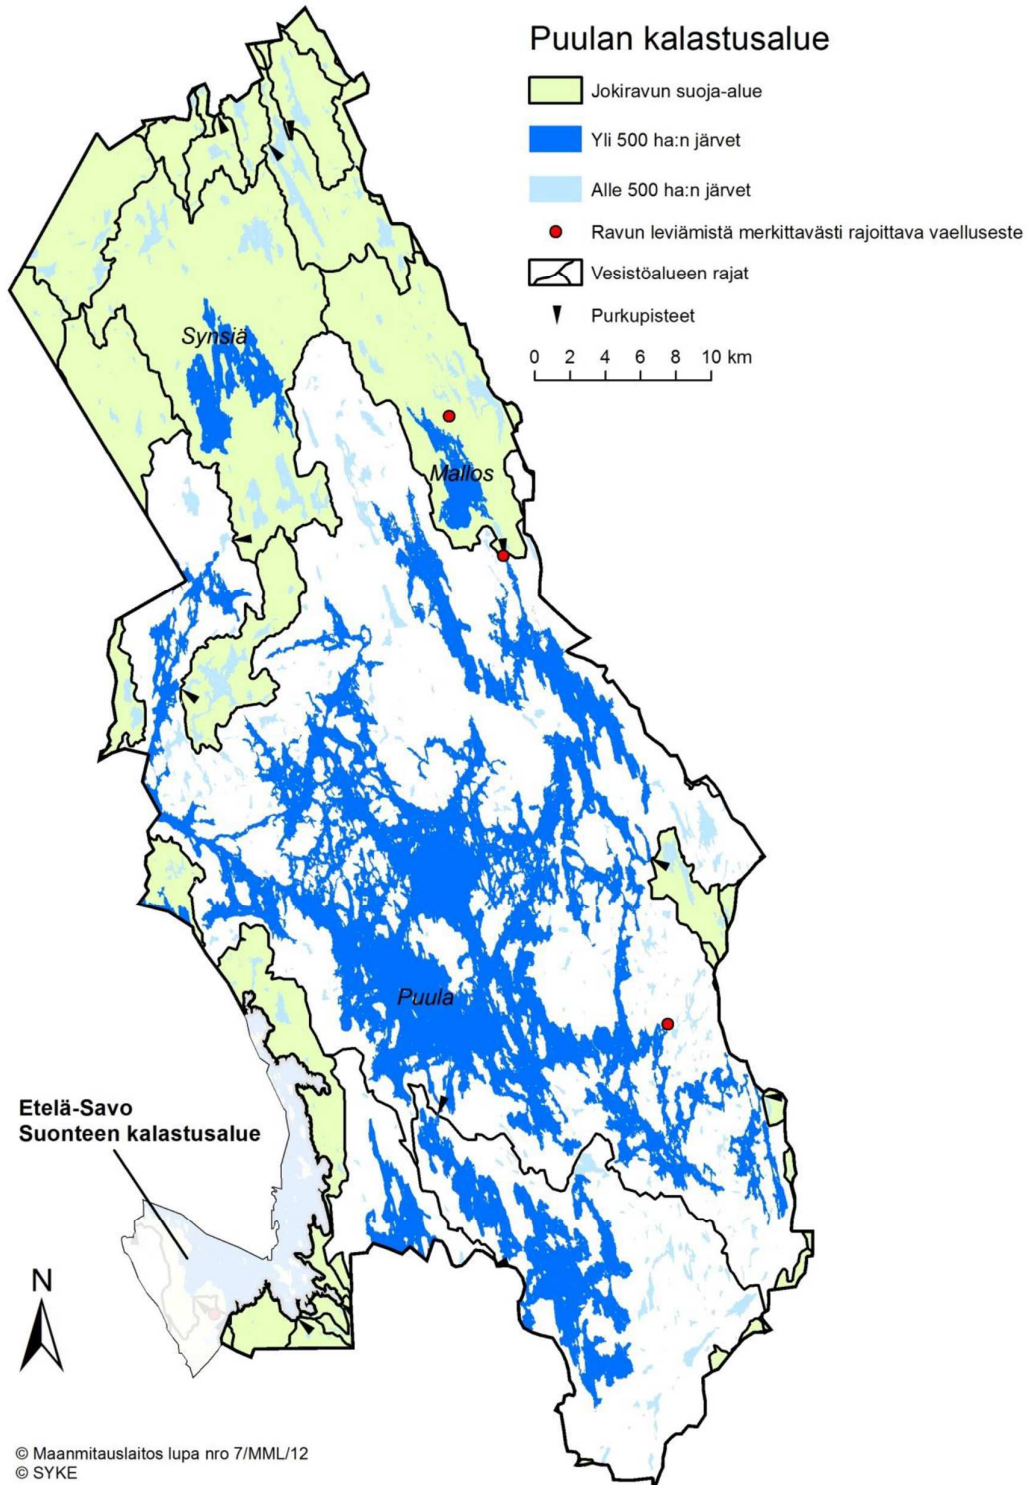 Puulan kalastusalue
Jokiravun suoja-alue
Yli 500 ha:n järvet
Alle 500 ha:n järvet
Ravun leviämistä merkittävästi rajoittava vaelluseste
Vesistöalueen rajat
Purkupisteet
0 2 4 6 8 10 km
Synsiä
Mallos
Puula
Etelä-Savo
Suonteen kalastusalue
N
© Maanmitauslaitos lupa nro 7/MML/12
© SYKE